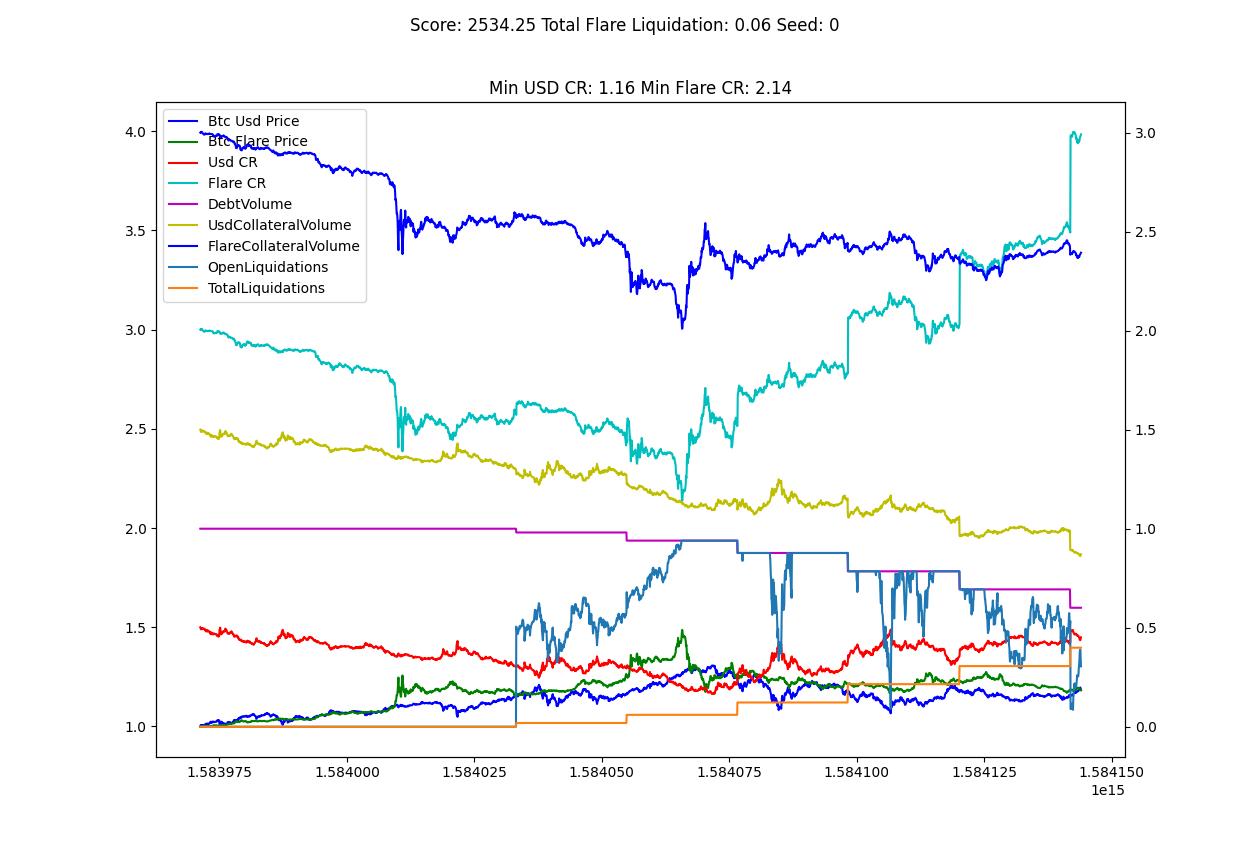 Score: 2534.25 Total Flare Liquidation: 0.06 Seed: 0
Min USD CR: 1.16 Min Flare CR: 2.14
Btc Usd Price
Btc Flare Price
Usd CR
Flare CR
DebtVolume
UsdCollateralVolume
FlareCollateralVolume
OpenLiquidations
TotalLiquidations
4.0
3.5
3.0
2.5
2.0
1.5
1.0
3.0
2.5
2.0
1.5
1.0
0.5
0.0
1.583975 1.584000 1.584025 1.584050 1.584075 1.584100 1.584125 1.584150
1e15